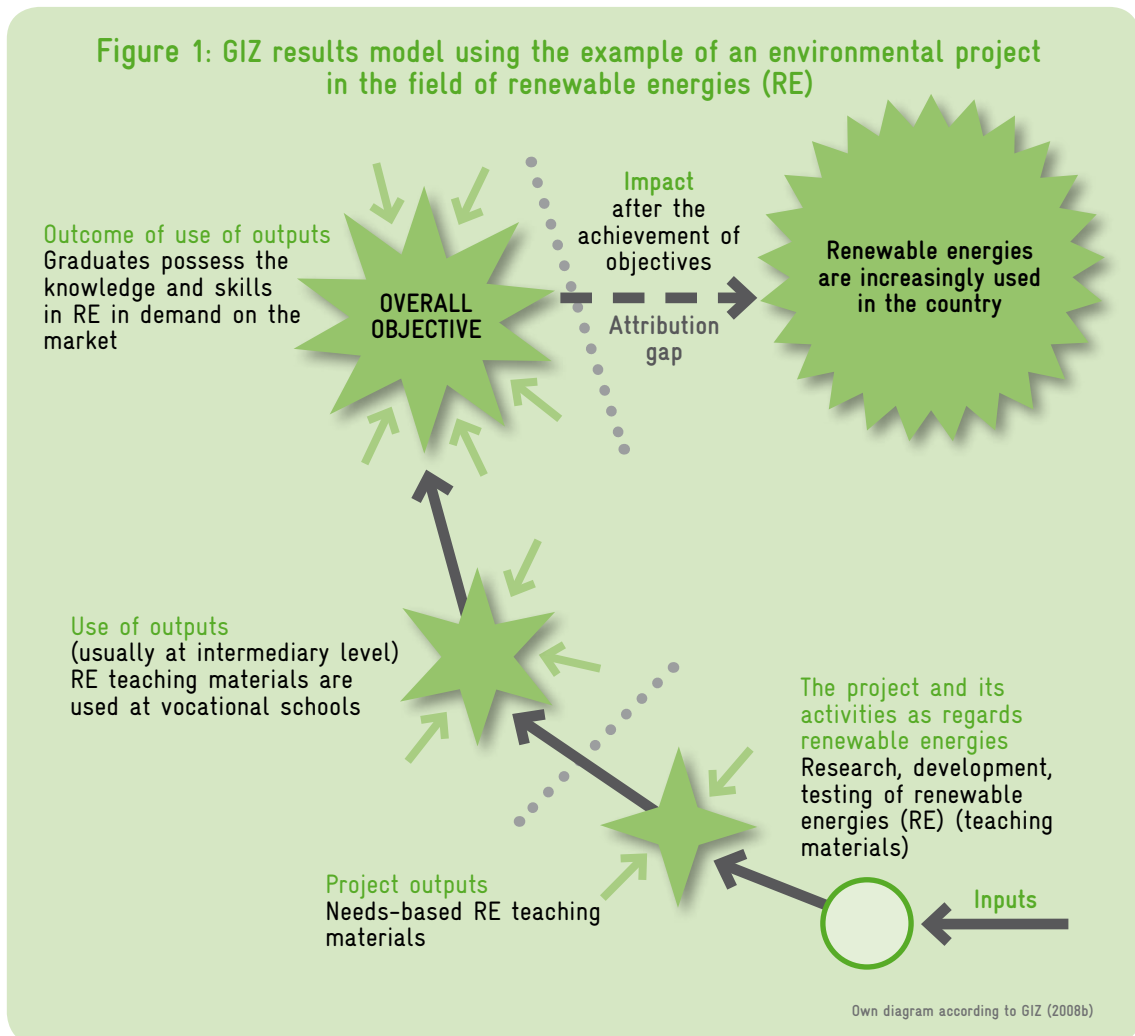 Figure 1: GIZ results model using the example of an environmental project
in the field of renewable energies (RE)
Outcome of use of outputs
Graduates possess the
knowledge and skills
in RE in demand on the
market
OVERALL
OBJECTIVE
Impact
after the
achievement of
objectives
Attribution
gap
Renewable energies
are increasingly used
in the country
Use of outputs
(usually at intermediary level)
RE teaching materials are
used at vocational schools
The project and its
activities as regards
renewable energies
Research, development,
testing of renewable
energies (RE) (teaching
materials)
Project outputs
Needs-based RE teaching
materials
Inputs
Own diagram according to GIZ (2008b)